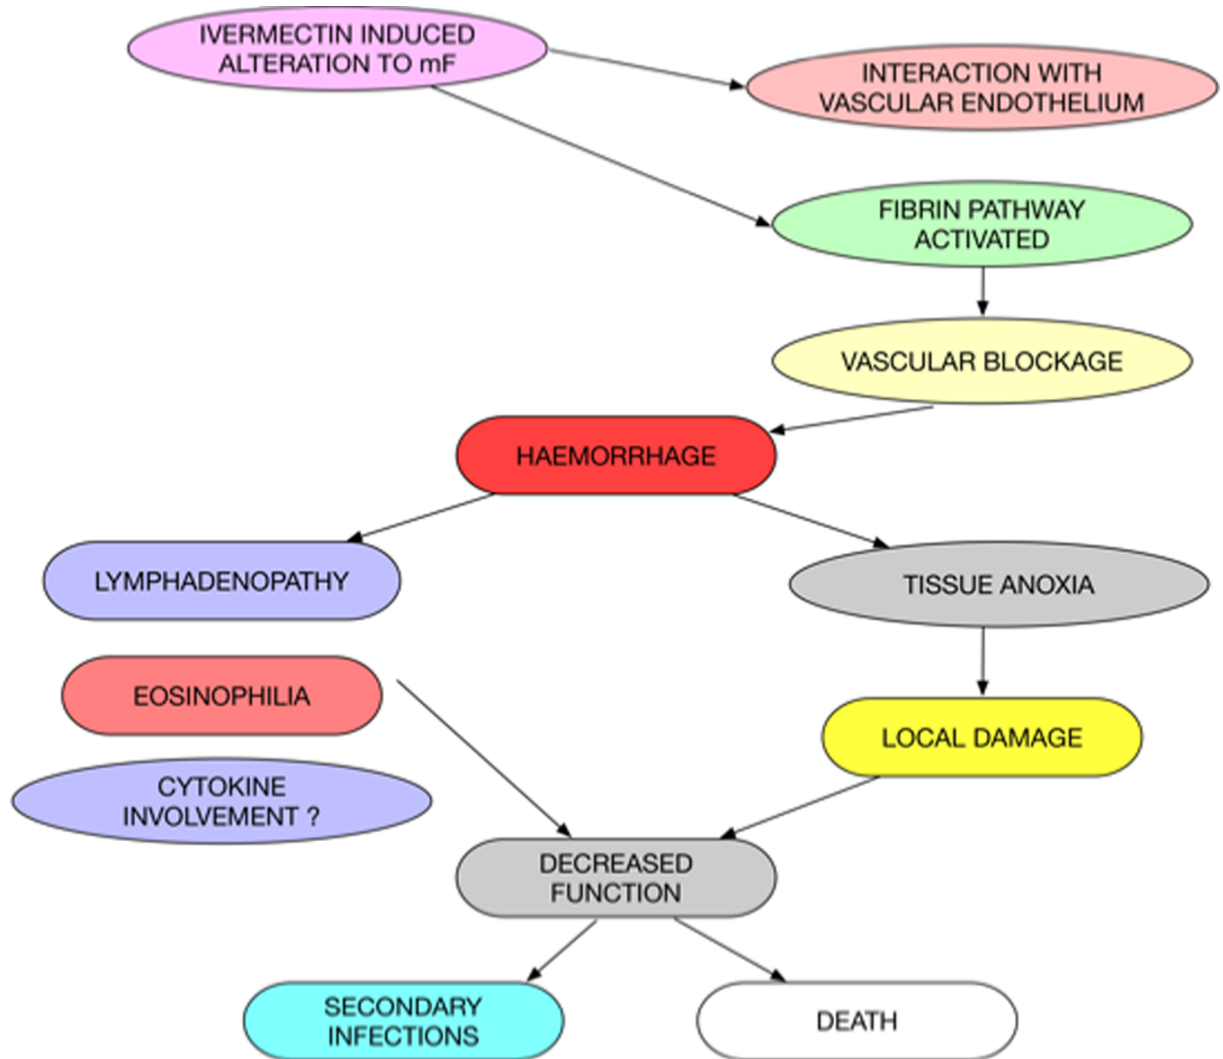 IVERMECTIN INDUCED
ALTERATION TO mF
INTERACTION WITH
VASCULAR ENDOTHELIUM
FIBRIN PATHWAY
ACTIVATED
VASCULAR BLOCKAGE
HAEMORRHAGE
LYMPHADENOPATHY
TISSUE ANOXIA
EOSINOPHILIA
LOCAL DAMAGE
CYTOKINE
INVOLVEMENT ?
DECREASED
FUNCTION
SECONDARY
INFECTIONS
DEATH